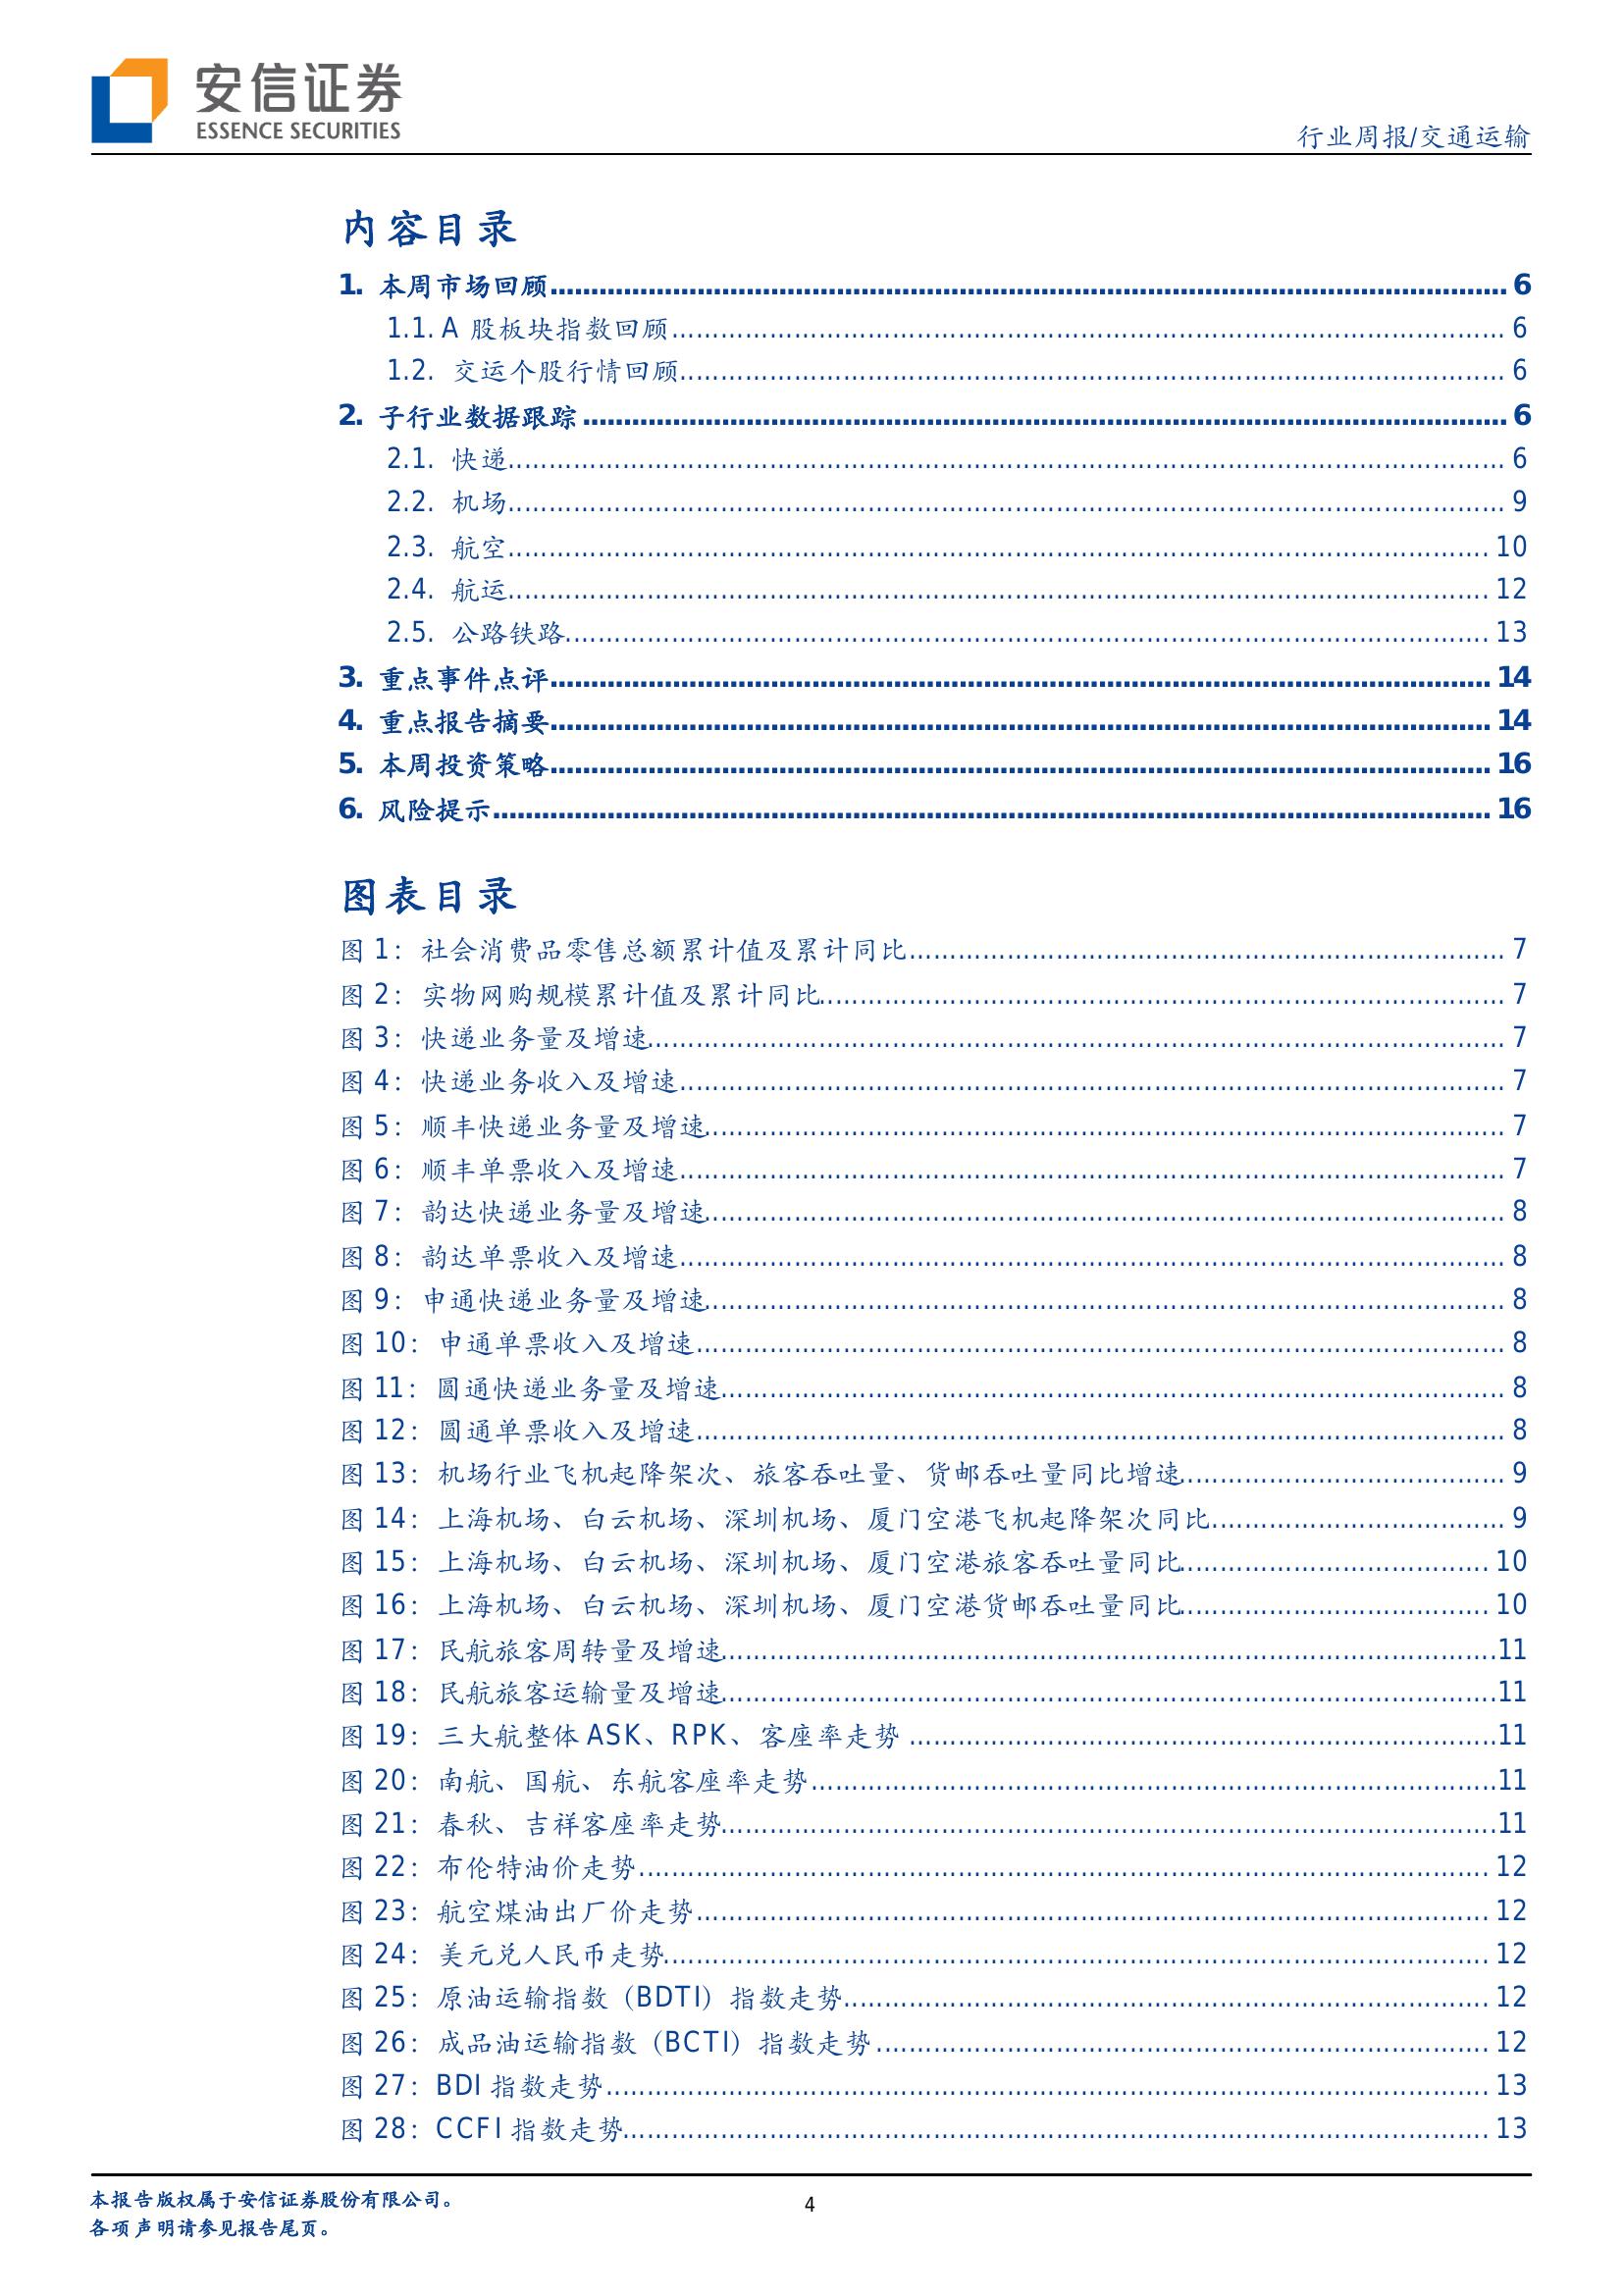 安信证券
ESSENCE SECURITIES
行业周报/交通运输
内容目录
1. 本周市场回顾 6
1.1. A 股板块指数回顾 6
1.2. 交运个股行情回顾 6
2. 子行业数据跟踪 6
2.1. 快递 6
2.2. 机场 9
2.3. 航空 10
2.4. 航运 12
2.5. 公路铁路 13
3. 重点事件点评 14
4. 重点报告摘要 14
5. 本周投资策略 16
6. 风险提示 16
图表目录
图 1：社会消费品零售总额累计值及累计同比 7
图 2：实物网购规模累计值及累计同比 7
图 3：快递业务量及增速 7
图 4：快递业务收入及增速 7
图 5：顺丰快递业务量及增速 7
图 6：顺丰单票收入及增速 7
图 7：韵达快递业务量及增速 8
图 8：韵达单票收入及增速 8
图 9：申通快递业务量及增速 8
图 10：申通单票收入及增速 8
图 11：圆通快递业务量及增速 8
图 12：圆通单票收入及增速 8
图 13：机场行业飞机起降架次、旅客吞吐量、货邮吞吐量同比增速 9
图 14：上海机场、白云机场、深圳机场、厦门空港飞机起降架次同比 9
图 15：上海机场、白云机场、深圳机场、厦门空港旅客吞吐量同比 10
图 16：上海机场、白云机场、深圳机场、厦门空港货邮吞吐量同比 10
图 17：民航旅客周转量及增速 11
图 18：民航旅客运输量及增速 11
图 19：三大航整体 ASK、RPK、客座率走势 11
图 20：南航、国航、东航客座率走势 11
图 21：春秋、吉祥客座率走势 11
图 22：布伦特油价走势 12
图 23：航空煤油出厂价走势 12
图 24：美元兑人民币走势 12
图 25：原油运输指数（BDTI）指数走势 12
图 26：成品油运输指数（BCTI）指数走势 12
图 27：BDI 指数走势 13
图 28：CCFI 指数走势 13
本报告版权属于安信证券股份有限公司。
各项声明请参见报告尾页。
4